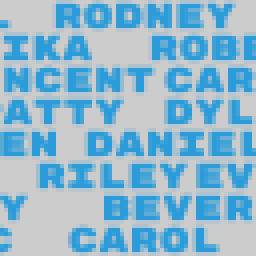 L RODNEY
IKA ROBE
NCENT CAR
ATTY DYL
EN DANIEL
RILEY EV
Y BEVER
C CAROL